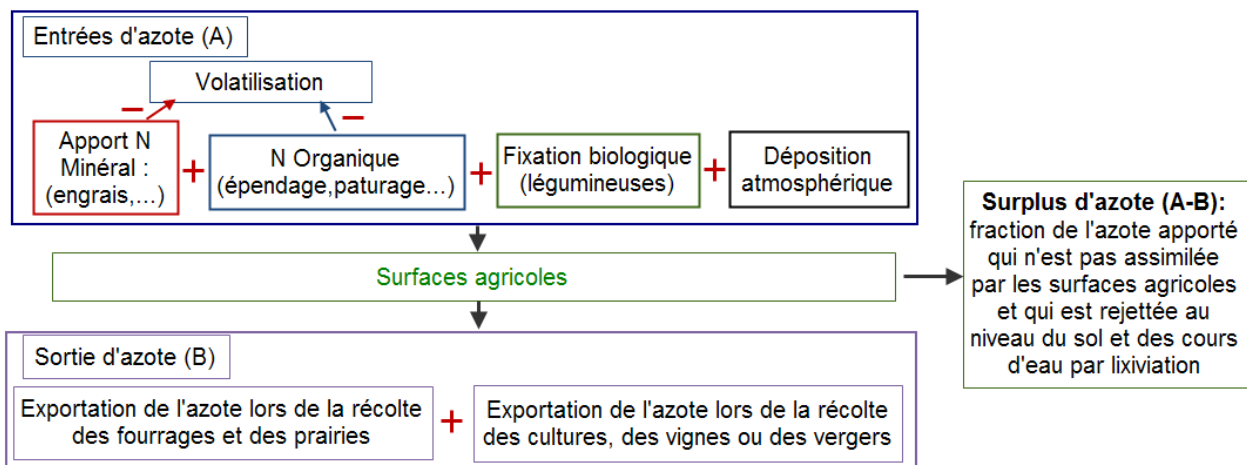 Entrées d'azote (A)
Volatilisation
−
−
Apport N
Minéral :
(engrais,...)
+
N Organique
(épendage,paturage...)
+
Fixation biologique
(légumineuses)
+
Déposition
atmosphérique
Surfaces agricoles
Surplus d'azote (A-B):
fraction de l'azote apporté
qui n'est pas assimilée
par les surfaces agricoles
et qui est rejettée au
niveau du sol et des cours
d'eau par lixiviation
Sortie d'azote (B)
Exportation de l'azote lors de la récolte
des fourrages et des prairies
+
Exportation de l'azote lors de la récolte
des cultures, des vignes ou des vergers